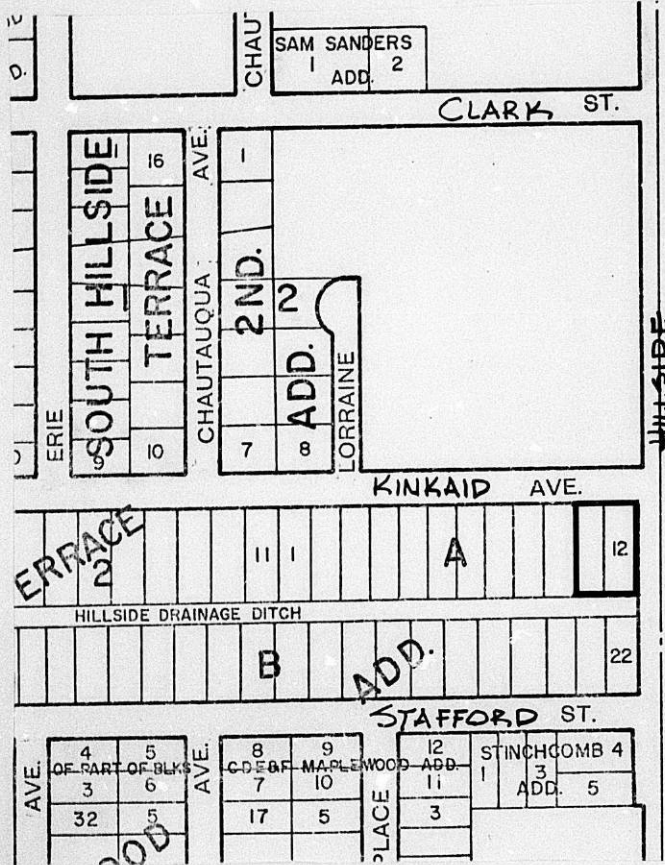 D.
CHAUT
SAM SANDERS
1 2
ADD.
CLARK ST.
SOUTH HILLSIDE
TERRACE
16
AVE.
1
CHAUTAUQUA
2ND.
2
ADD.
LORRAINE
ERIE
9
10
7
8
KINKAID AVE.
ERRACE
2
11 1
A
12
HILLSIDE DRAINAGE DITCH
B
ADD.
22
HILLSIDE
STAFFORD ST.
AVE.
4 5
OF PART OF BLKS
3 6
32 5
OOD
AVE.
8 9
C D E & F MAPLEWOOD ADD.
7 10
17 5
PLACE
12
11
3
STINCHCOMB 4
1 3
ADD. 5